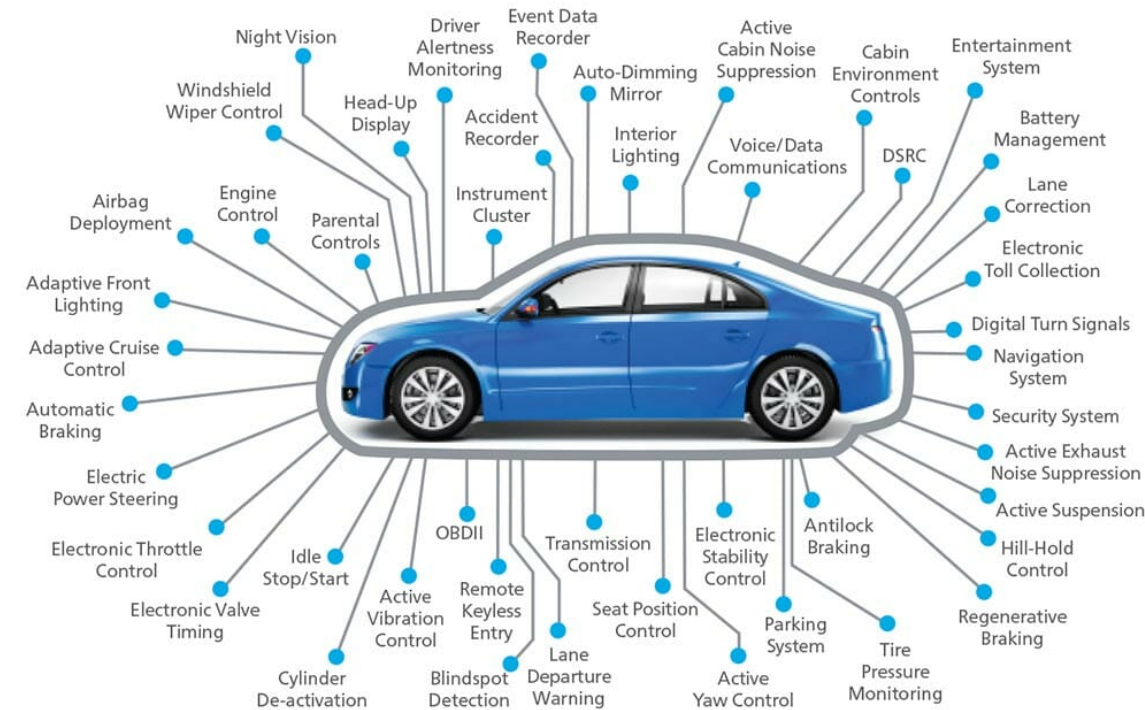 Night Vision
Windshield
Wiper Control
Head-Up
Display
Driver
Alertness
Monitoring
Event Data
Recorder
Accident
Recorder
Auto-Dimming
Mirror
Interior
Lighting
Active
Cabin Noise
Suppression
Voice/Data
Communications
Cabin
Environment
Controls
DSRC
Entertainment
System
Battery
Management
Lane
Correction
Electronic
Toll Collection
Digital Turn Signals
Navigation
System
Security System
Active Exhaust
Noise Suppression
Active Suspension
Hill-Hold
Control
Regenerative
Braking
Airbag
Deployment
Engine
Control
Parental
Controls
Instrument
Cluster
Adaptive Front
Lighting
Adaptive Cruise
Control
Automatic
Braking
Electric
Power Steering
Electronic Throttle
Control
Electronic Valve
Timing
Idle
Stop/Start
Cylinder
De-activation
Active
Vibration
Control
OBDII
Remote
Keyless
Entry
Blindspot
Detection
Lane
Departure
Warning
Transmission
Control
Seat Position
Control
Electronic
Stability
Control
Active
Yaw Control
Parking
System
Antilock
Braking
Tire
Pressure
Monitoring